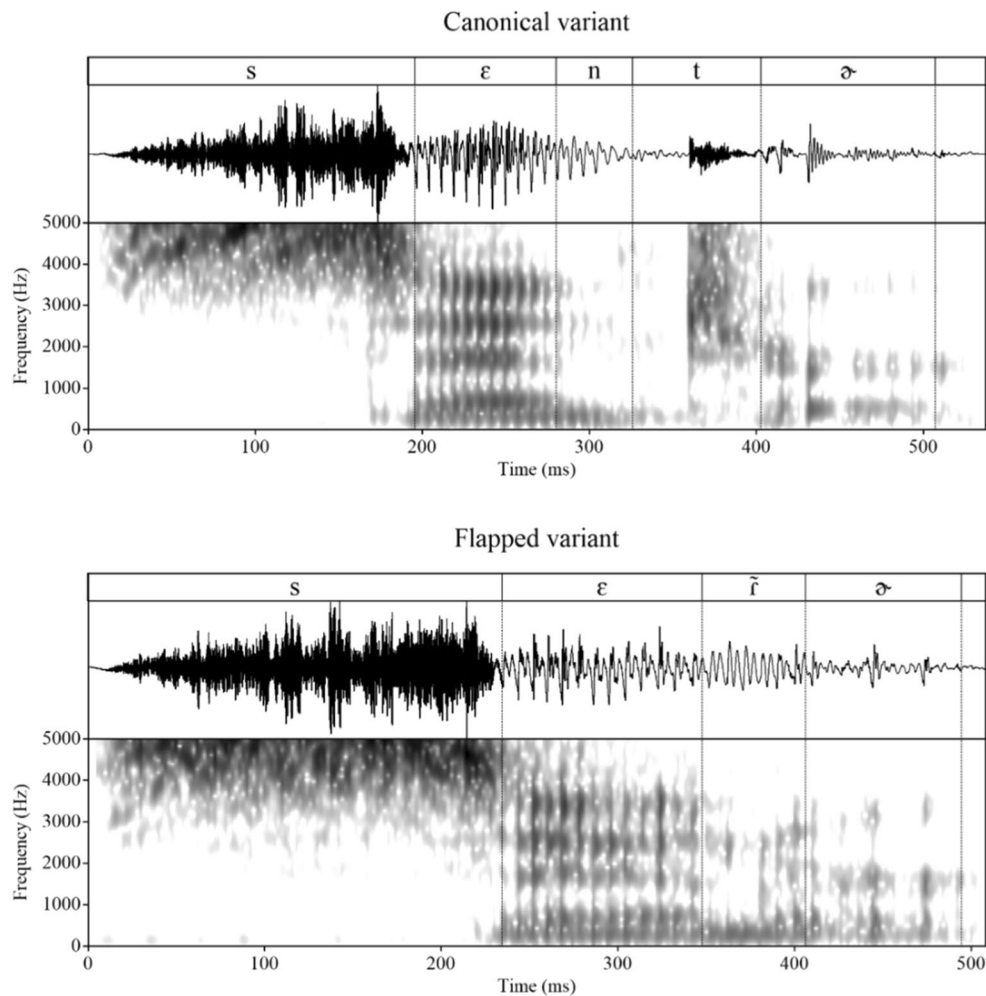 Canonical variant
s ɛ n t ɚ
5000
4000
3000
2000
1000
0
Frequency (Hz)
0 100 200 300 400 500
Time (ms)
Flapped variant
s ɛ ɾ̃ ɚ
5000
4000
3000
2000
1000
0
Frequency (Hz)
0 100 200 300 400 500
Time (ms)